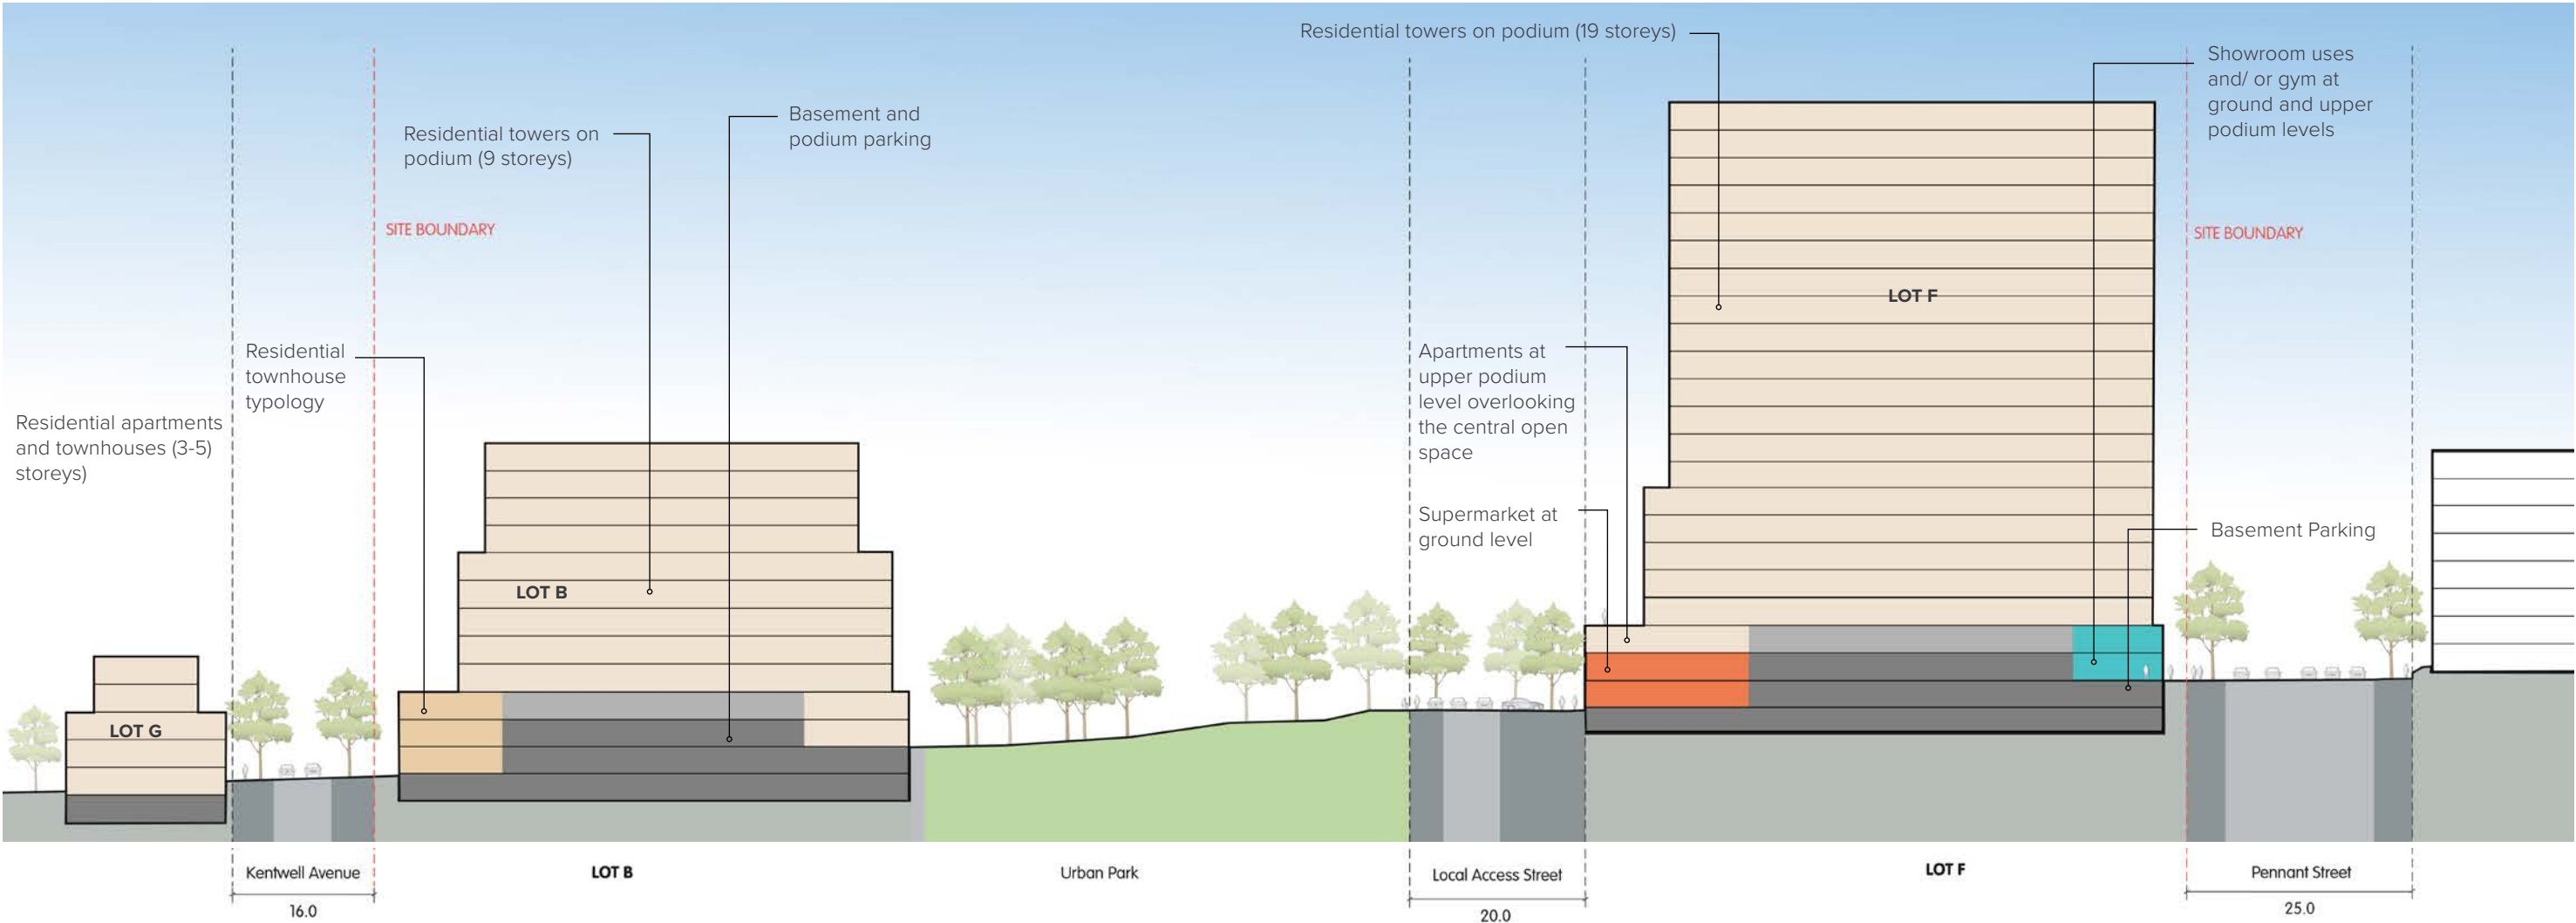 Residential towers on podium (19 storeys)
Showroom uses
and/ or gym at
ground and upper
podium levels
Basement and
podium parking
Residential towers on
podium (9 storeys)
SITE BOUNDARY
SITE BOUNDARY
LOT F
Residential
townhouse
typology
Apartments at
upper podium
level overlooking
the central open
space
Residential apartments
and townhouses (3-5)
storeys)
Supermarket at
ground level
Basement Parking
LOT B
LOT G
Kentwell Avenue
LOT B
Urban Park
Local Access Street
LOT F
Pennant Street
16.0
20.0
25.0